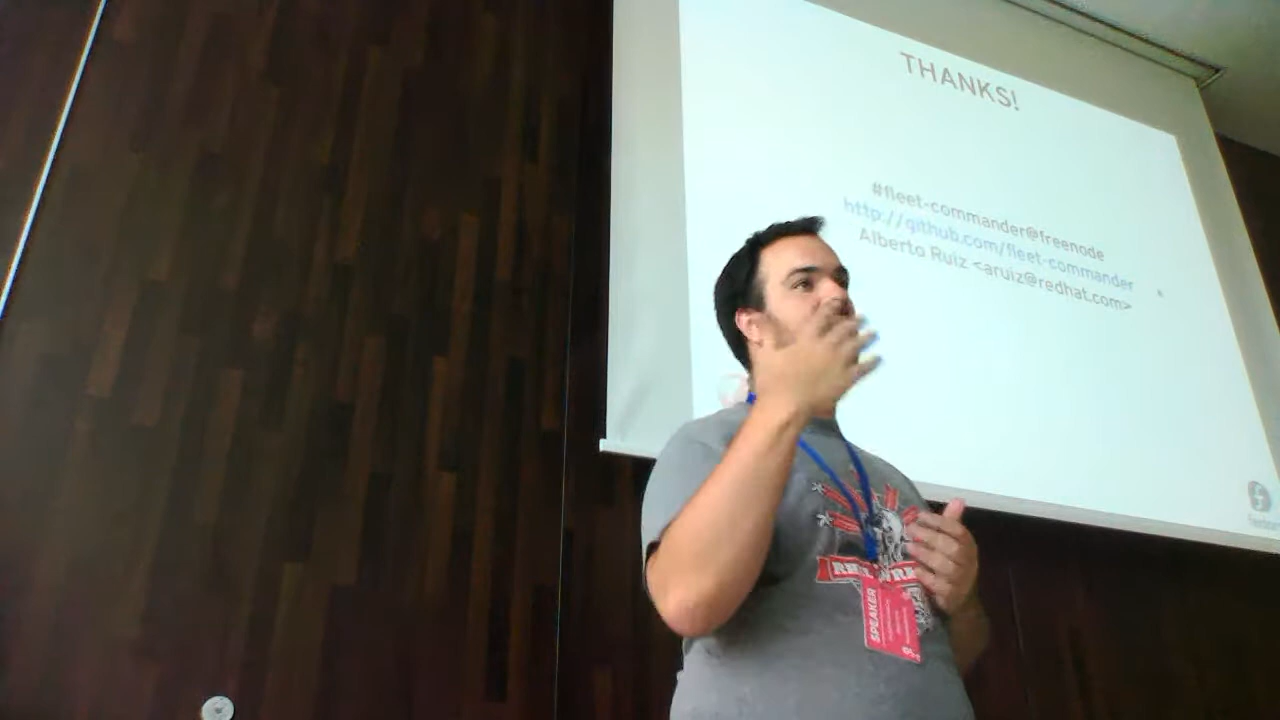 THANKS!
#fleet-commander@freenode
http://github.com/fleet-commander
Alberto Ruiz <aruiz@redhat.com>
SPEAKER